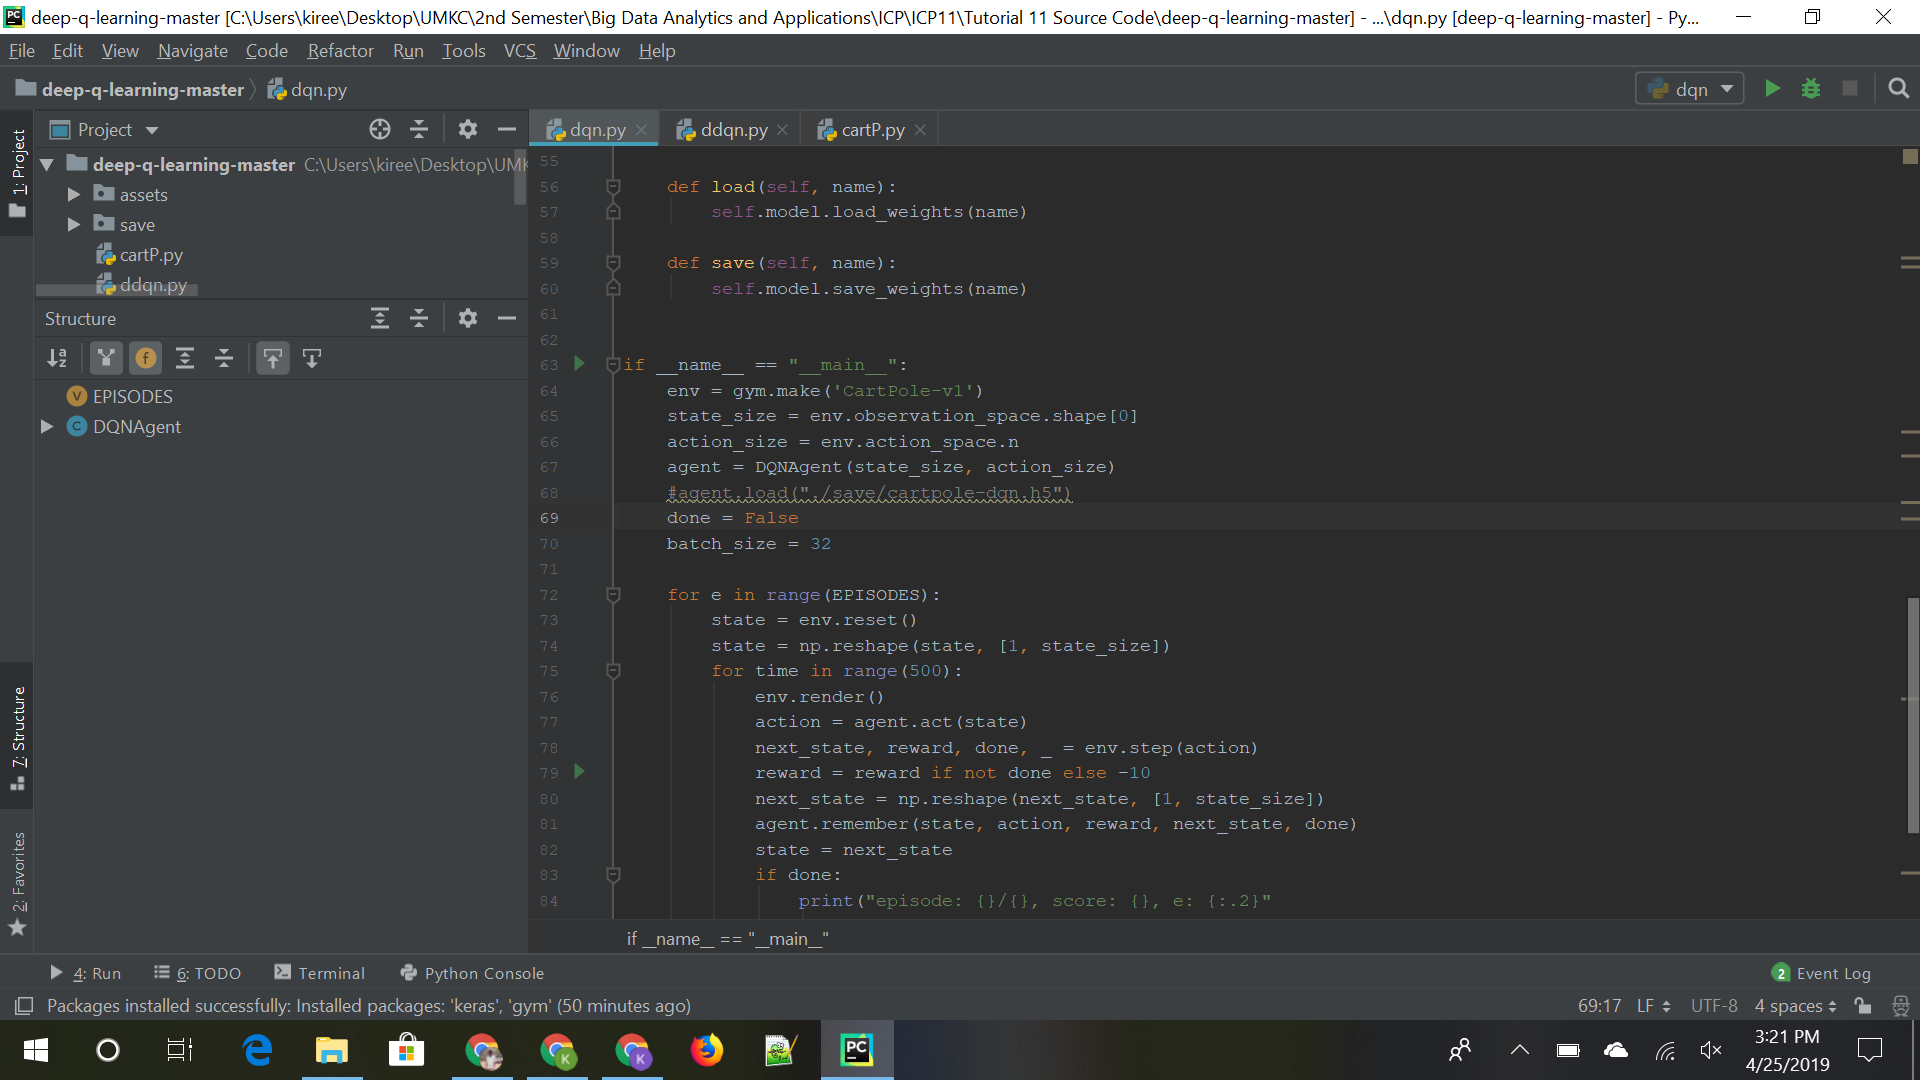 deep-q-learning-master [C:\Users\kiree\Desktop\UMKC\2nd Semester\Big Data Analytics and Applications\ICP\ICP11\Tutorial 11 Source Code\deep-q-learning-master] - ...\dqn.py [deep-q-learning-master] - Py...
File Edit View Navigate Code Refactor Run Tools VCS Window Help
deep-q-learning-master dqn.py dqn
1: Project
Project
deep-q-learning-master C:\Users\kiree\Desktop\UMK
assets
save
cartP.py
ddqn.py
Structure
EPISODES
DQNAgent
7: Structure
2: Favorites
dqn.py ddqn.py cartP.py
55
56 def load(self, name):
57 self.model.load_weights(name)
58
59 def save(self, name):
60 self.model.save_weights(name)
61
62
63 if __name__ == "__main__":
64 env = gym.make('CartPole-v1')
65 state_size = env.observation_space.shape[0]
66 action_size = env.action_space.n
67 agent = DQNAgent(state_size, action_size)
68 #agent.load("./save/cartpole-dqn.h5")
69 done = False
70 batch_size = 32
71
72 for e in range(EPISODES):
73 state = env.reset()
74 state = np.reshape(state, [1, state_size])
75 for time in range(500):
76 env.render()
77 action = agent.act(state)
78 next_state, reward, done, _ = env.step(action)
79 reward = reward if not done else -10
80 next_state = np.reshape(next_state, [1, state_size])
81 agent.remember(state, action, reward, next_state, done)
82 state = next_state
83 if done:
84 print("episode: {}/{}, score: {}, e: {:.2}"
if __name__ == "__main__"
4: Run 6: TODO Terminal Python Console 2 Event Log
Packages installed successfully: Installed packages: 'keras', 'gym' (50 minutes ago) 69:17 LF UTF-8 4 spaces
3:21 PM
4/25/2019